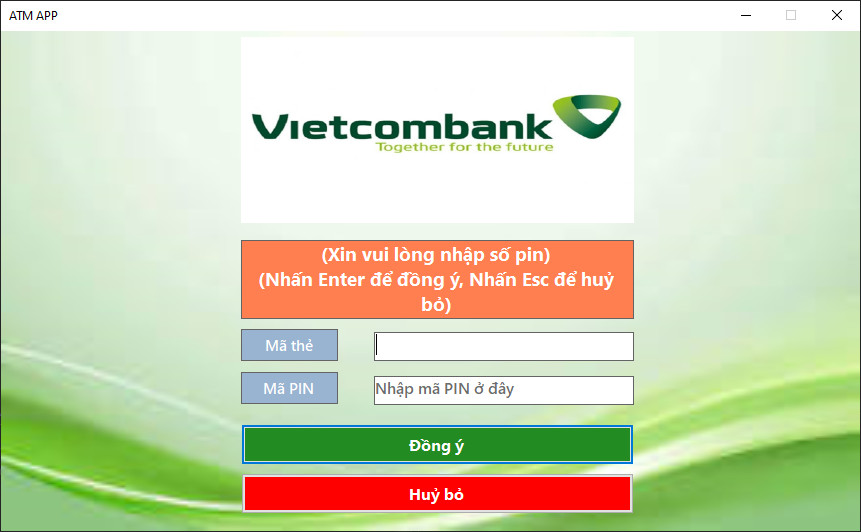 ATM APP
Vietcombank
Together for the future
(Xin vui lòng nhập số pin)
(Nhấn Enter để đồng ý, Nhấn Esc để huỷ
bỏ)
Mã thẻ
Mã PIN
Nhập mã PIN ở đây
Đồng ý
Huỷ bỏ